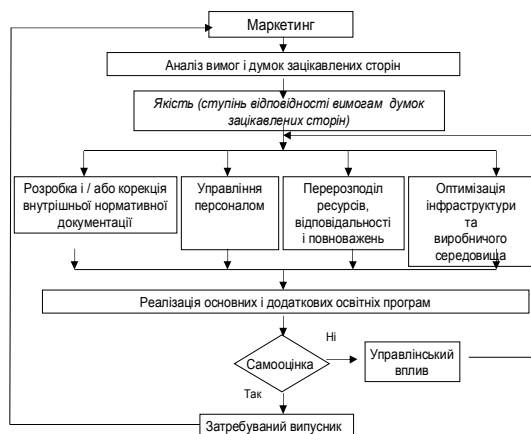 Маркетинг
Аналіз вимог і думок зацікавлених сторін
Якість (ступінь відповідності вимогам думок
зацікавлених сторін)
Розробка і / або корекція
внутрішньої нормативної
документації
Управління
персоналом
Перерозподіл
ресурсів,
відповідальності
і повноважень
Оптимізація
інфраструктури
та
виробничого
середовища
Реалізація основних і додаткових освітніх програм
Самооцінка
Ні
Управлінський
вплив
Так
Затребуваний випускник